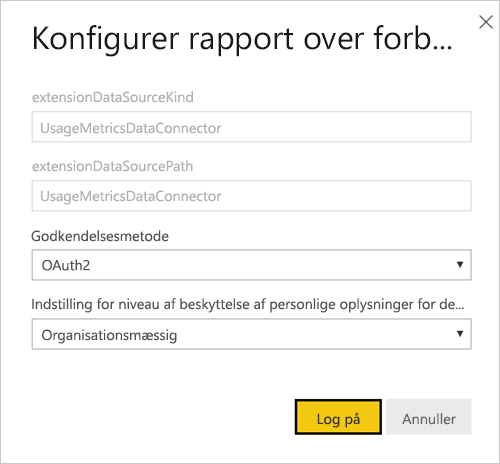 Konfigurer rapport over forb...
extensionDataSourceKind
UsageMetricsDataConnector
extensionDataSourcePath
UsageMetricsDataConnector
Godkendelsesmetode
OAuth2
Indstilling for niveau af beskyttelse af personlige oplysninger for de...
Organisationsmæssig
Log på Annuller